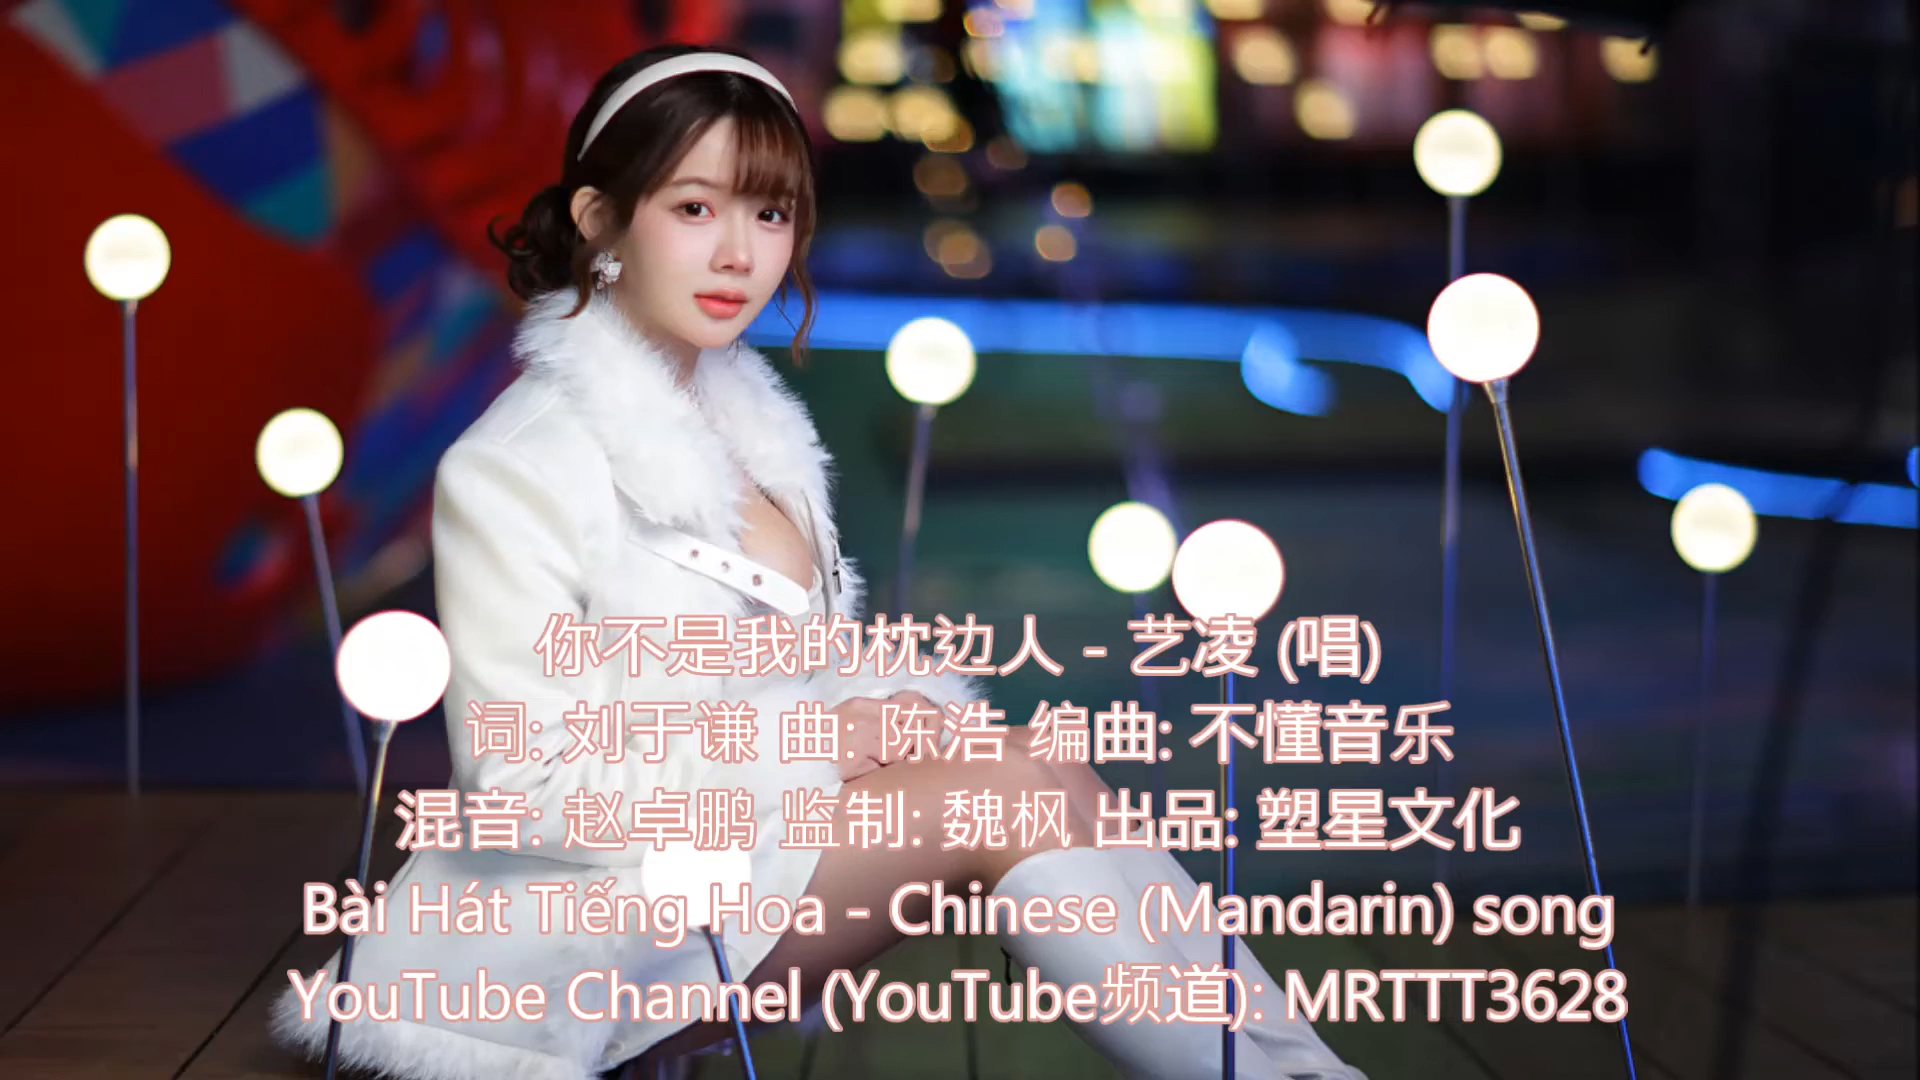 你不是我的枕边人 - 艺凌 (唱)
词: 刘于谦 曲: 陈浩 编曲: 不懂音乐
混音: 赵卓鹏 监制: 魏枫 出品: 塑星文化
Bài Hát Tiếng Hoa - Chinese (Mandarin) song
YouTube Channel (YouTube频道): MRTTT3628